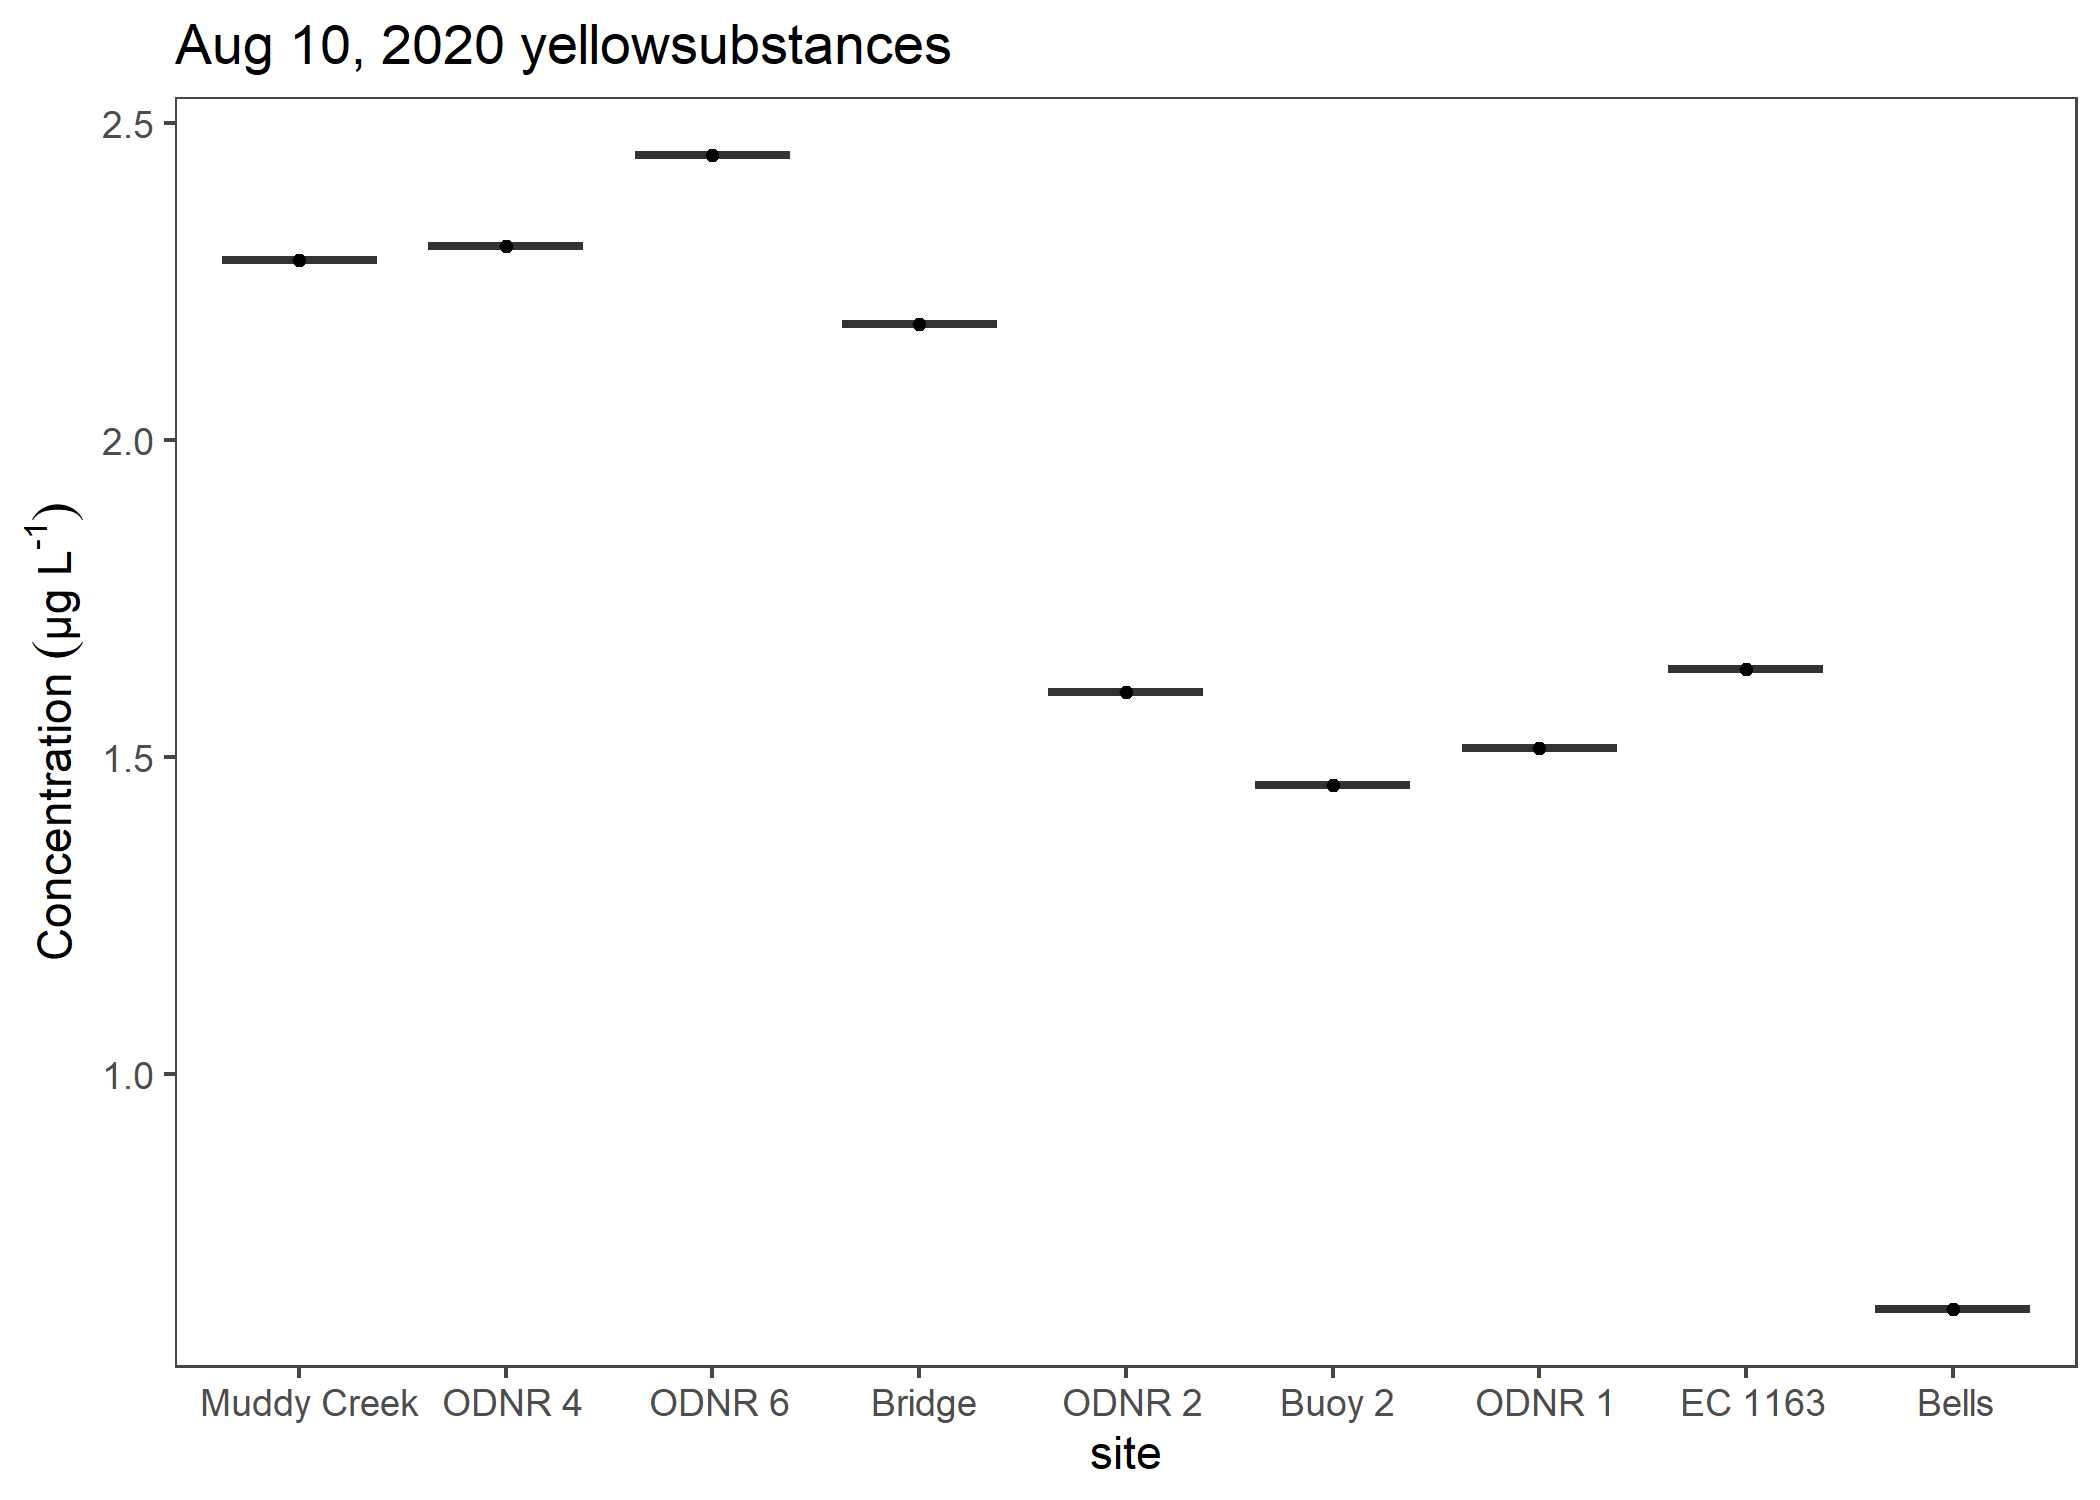 Aug 10, 2020 yellowsubstances
Concentration (µg L⁻¹)
2.5
2.0
1.5
1.0
Muddy Creek ODNR 4 ODNR 6 Bridge ODNR 2 Buoy 2 ODNR 1 EC 1163 Bells
site